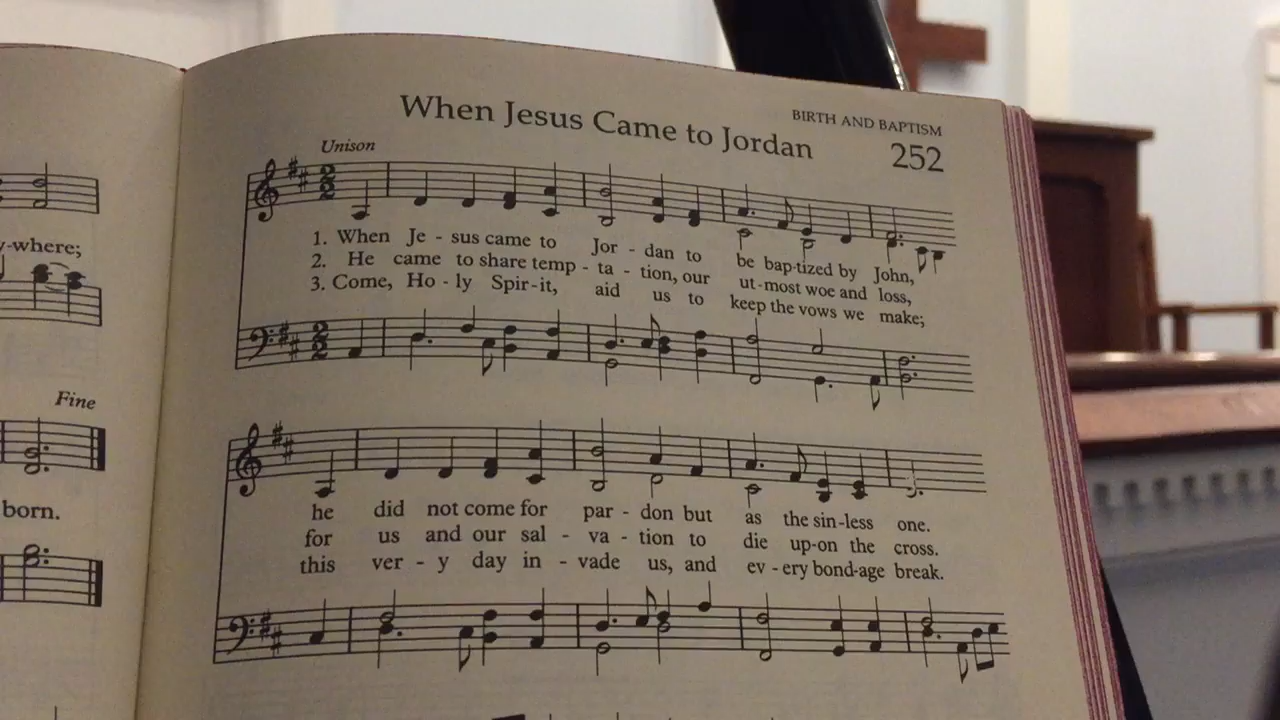 y-where;
Fine
born.
BIRTH AND BAPTISM
When Jesus Came to Jordan
252
Unison
1. When Je - sus came to Jor - dan to be bap-tized by John,
2. He came to share temp - ta - tion, our ut-most woe and loss,
3. Come, Ho - ly Spir-it, aid us to keep the vows we make;
he did not come for par - don but as the sin-less one.
for us and our sal - va - tion to die up-on the cross.
this ver - y day in - vade us, and ev - ery bond-age break.